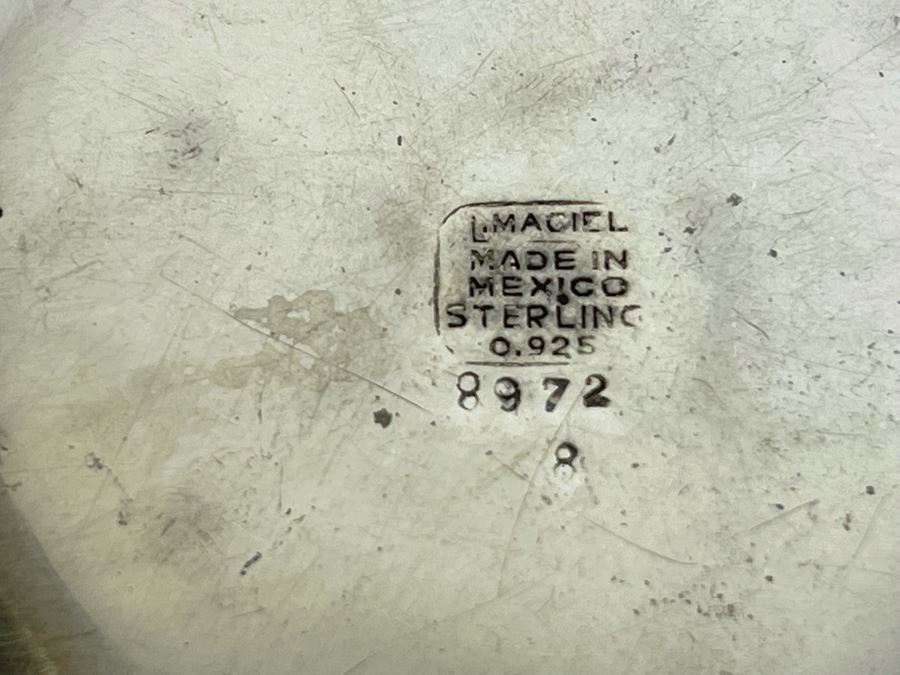 L. MACIEL
MADE IN
MEXICO
STERLING
0.925
8972
8